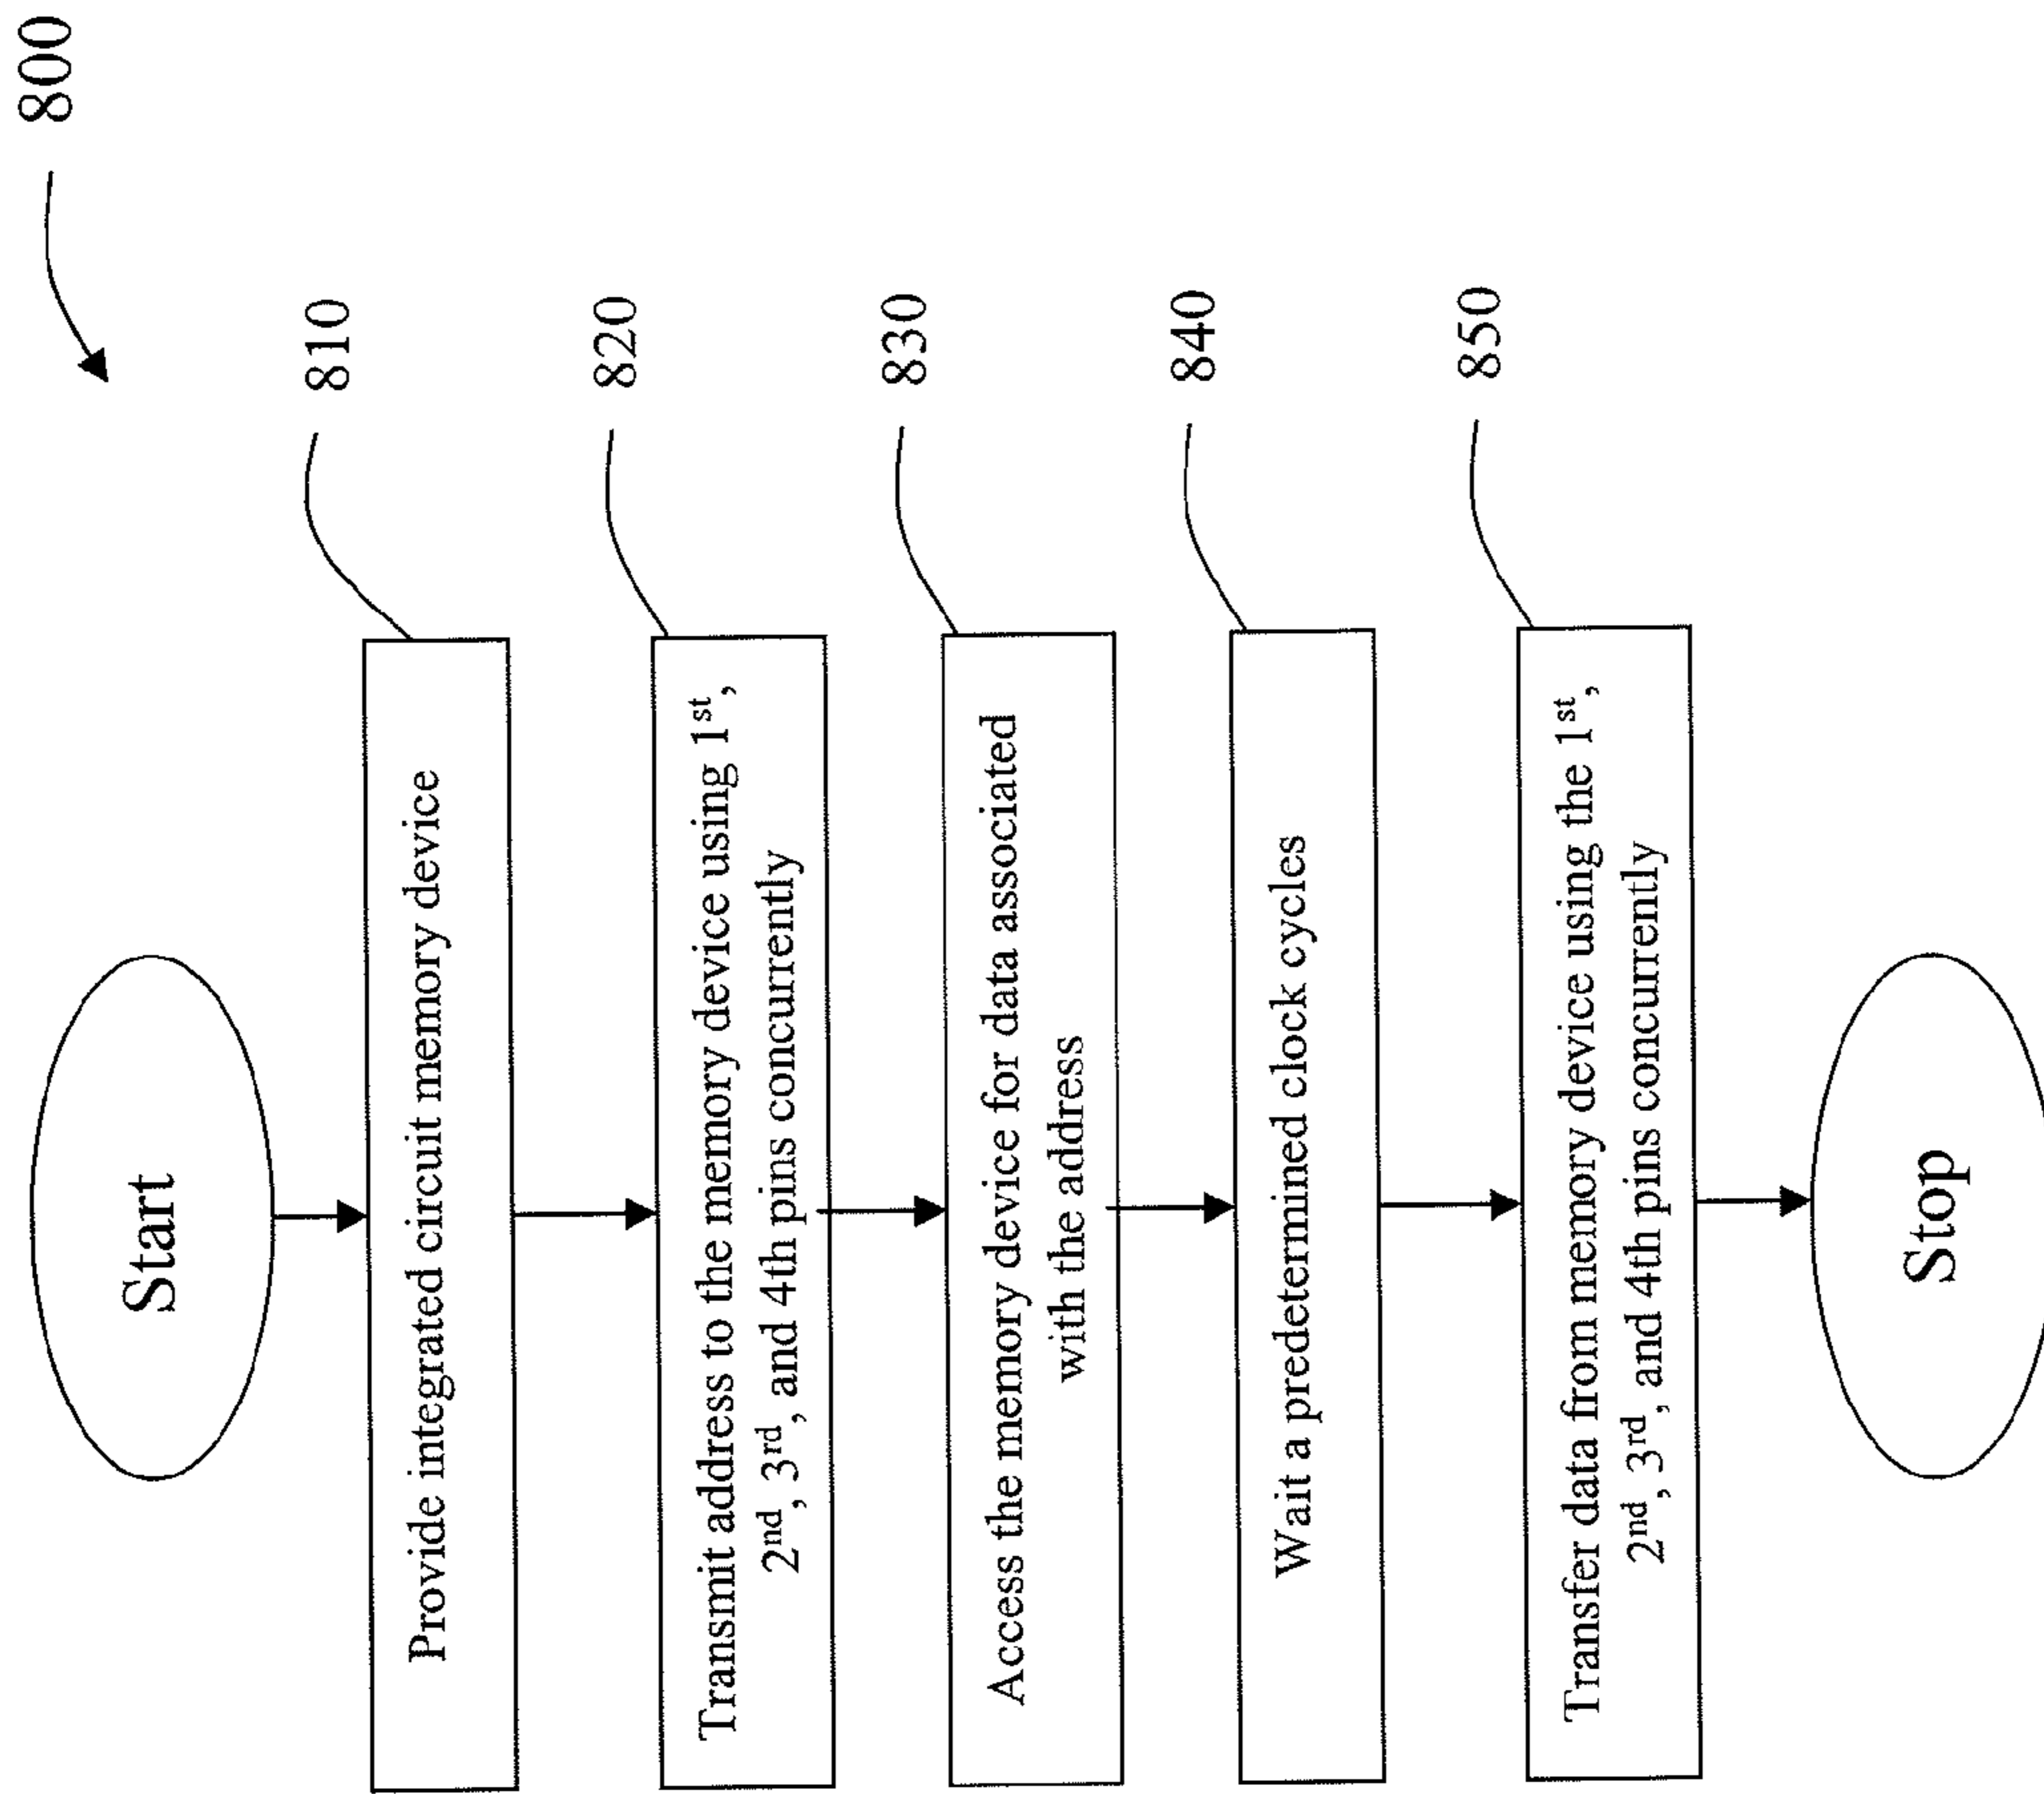 800
Start
810
Provide integrated circuit memory device
820
Transmit address to the memory device using 1st,
2nd, 3rd, and 4th pins concurrently
830
Access the memory device for data associated
with the address
840
Wait a predetermined clock cycles
850
Transfer data from memory device using the 1st,
2nd, 3rd, and 4th pins concurrently
Stop